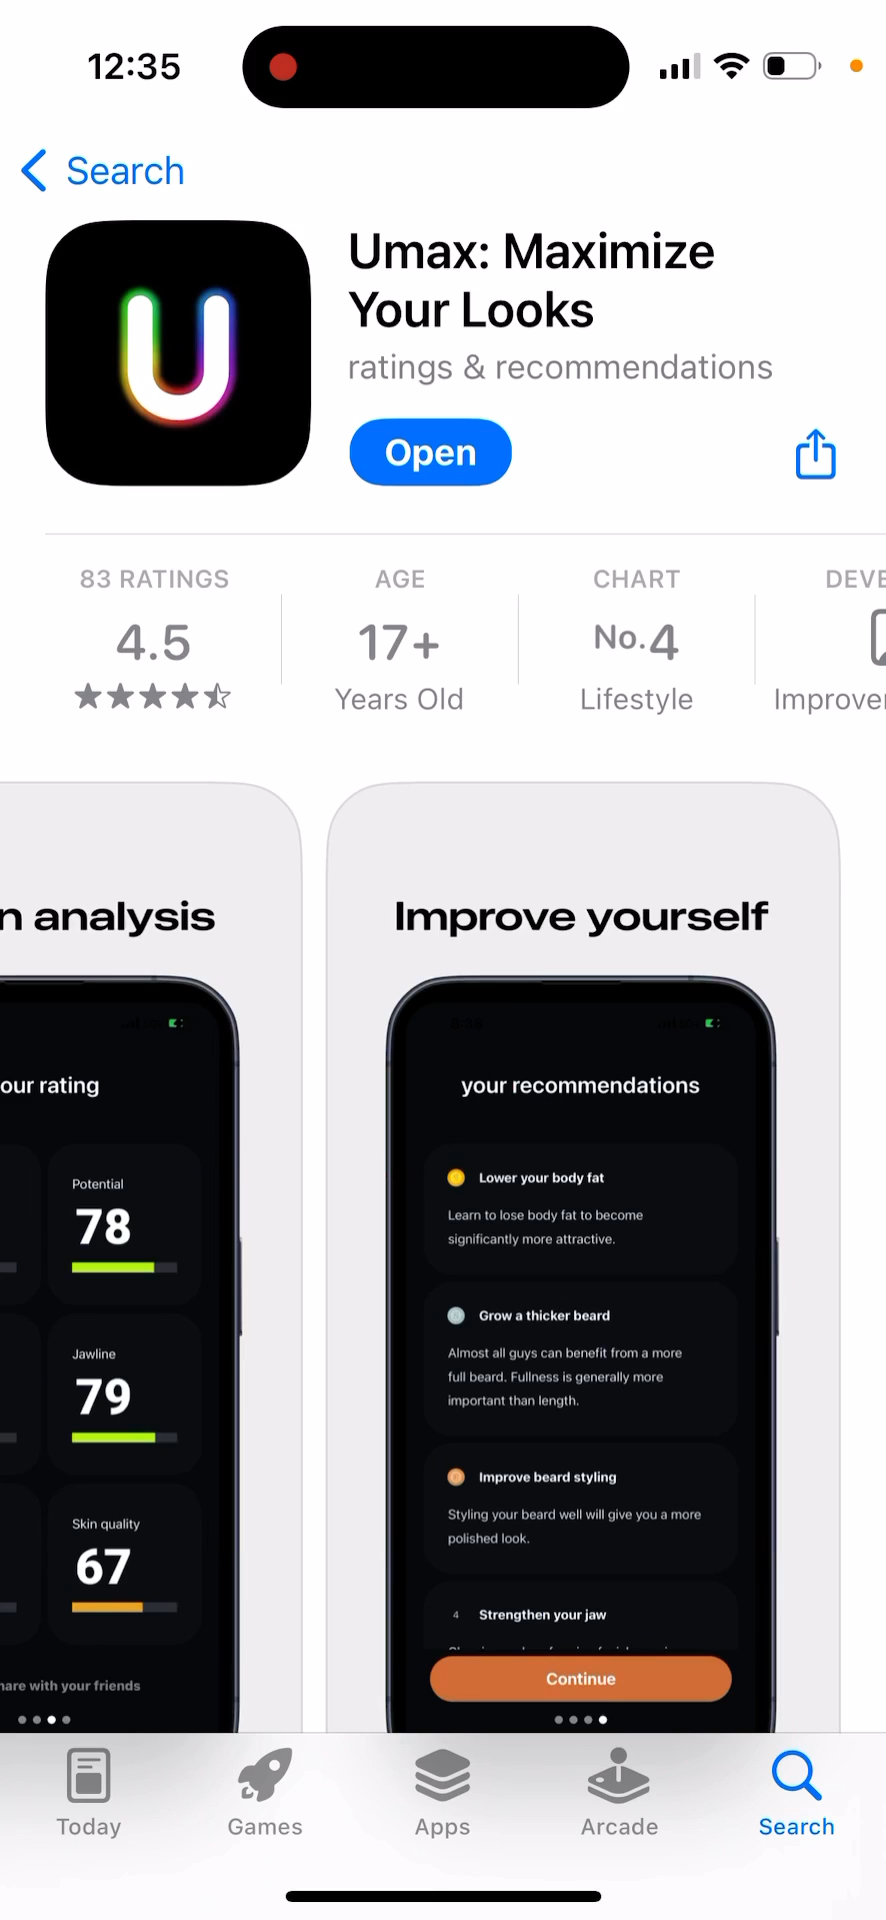 12:35
Search
U
Umax: Maximize
Your Looks
ratings & recommendations
Open
83 RATINGS
4.5
AGE
17+
Years Old
CHART
No.4
Lifestyle
DEVE
Improve
n analysis
our rating
Potential
78
Jawline
79
Skin quality
67
hare with your friends
Improve yourself
your recommendations
Lower your body fat
Learn to lose body fat to become
significantly more attractive.
Grow a thicker beard
Almost all guys can benefit from a more
full beard. Fullness is generally more
important than length.
Improve beard styling
Styling your beard well will give you a more
polished look.
4 Strengthen your jaw
Continue
Today
Games
Apps
Arcade
Search